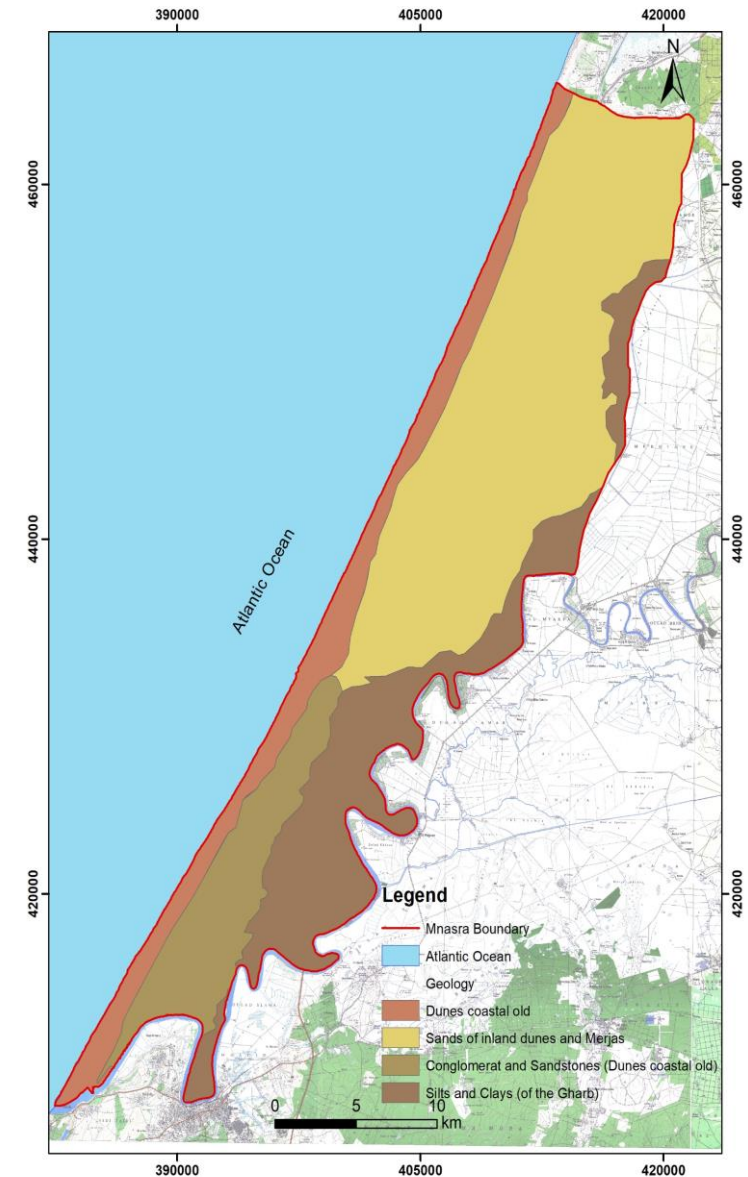 390000 405000 420000
N
460000
460000
440000
440000
Atlantic Ocean
420000
420000
Legend
Mnasra Boundary
Atlantic Ocean
Geology
Dunes coastal old
Sands of inland dunes and Merjas
Conglomerat and Sandstones (Dunes coastal old)
Silts and Clays (of the Gharb)
0 5 10
km
390000 405000 420000